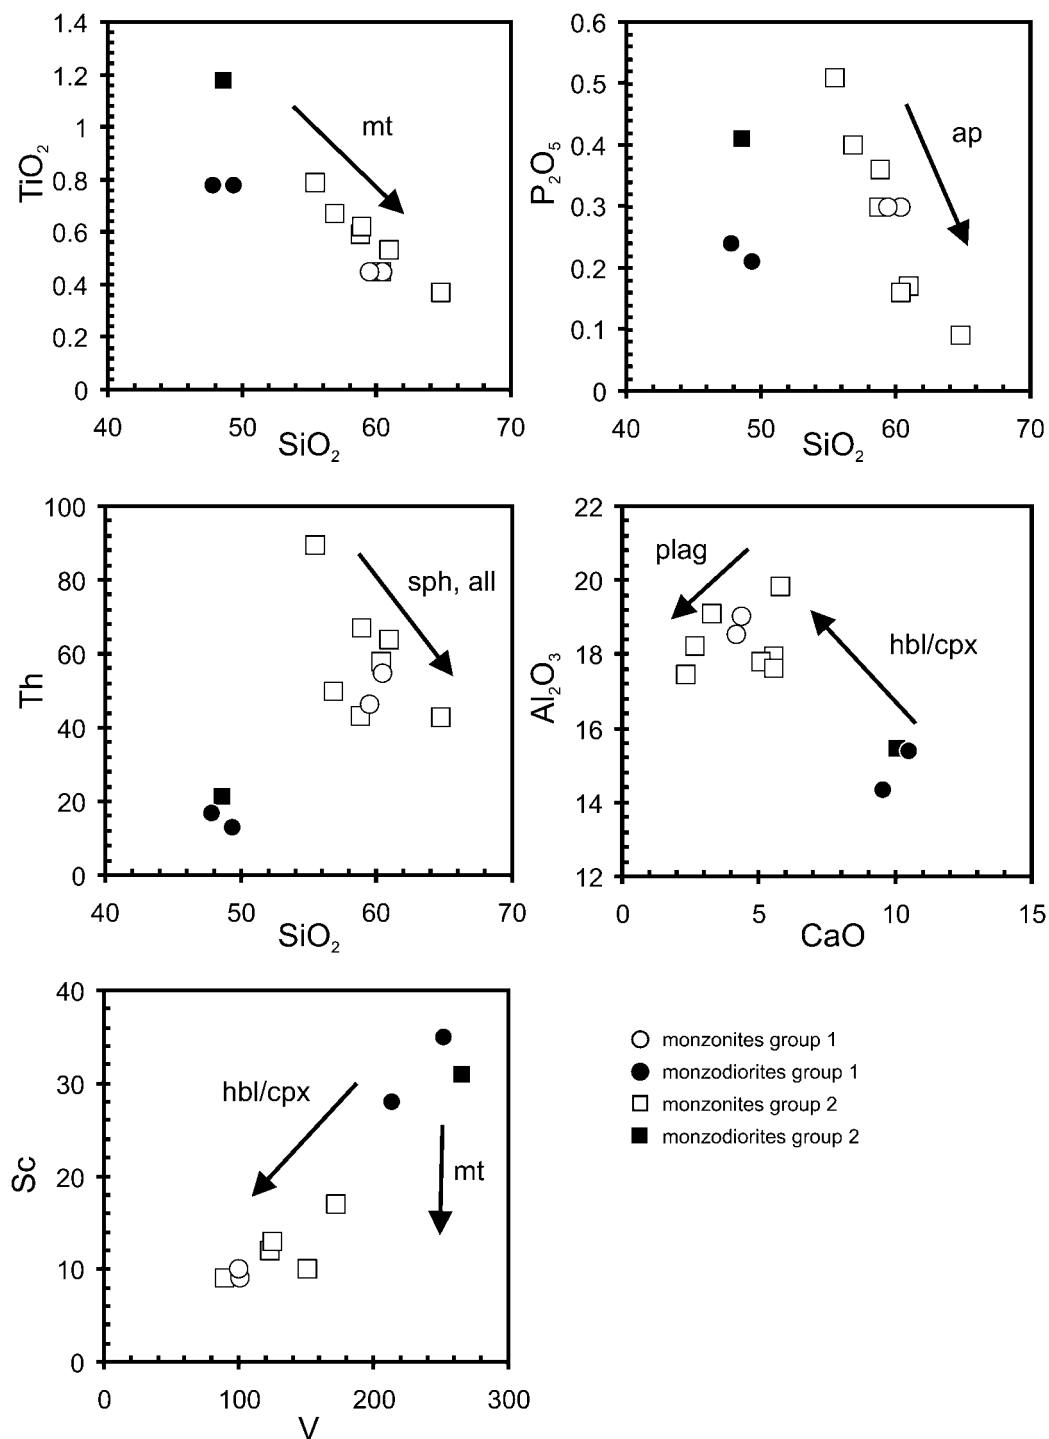 1.4
1.2
1
0.8
0.6
0.4
0.2
0
TiO2
mt
40 50 60 70
SiO2
0.6
0.5
0.4
0.3
0.2
0.1
0
P2O5
ap
40 50 60 70
SiO2
100
80
60
40
20
0
Th
sph, all
40 50 60 70
SiO2
22
20
18
16
14
12
Al2O3
plag
hbl/cpx
0 5 10 15
CaO
40
30
20
10
0
Sc
hbl/cpx
mt
0 100 200 300
V
monzonites group 1
monzodiorites group 1
monzonites group 2
monzodiorites group 2